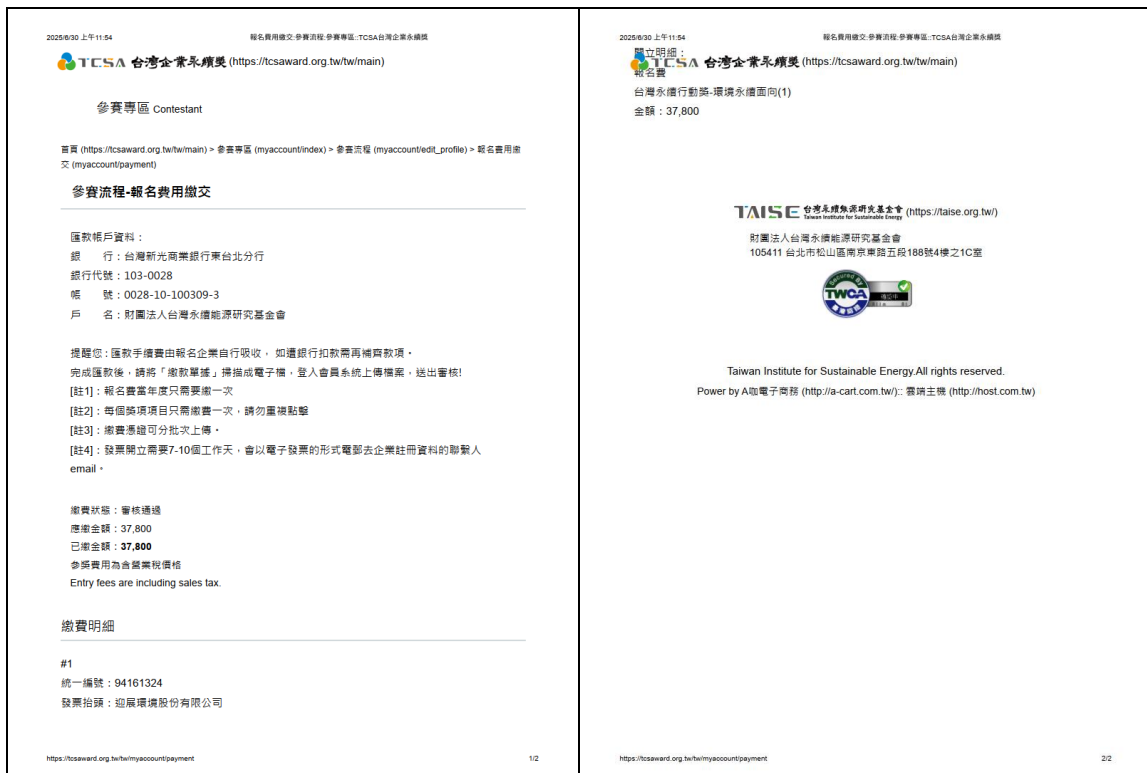 2025/6/30 上午11:54
報名費用繳交:參賽流程:參賽專區::TCSA台灣企業永續獎
TCSA 台灣企業永續獎 (https://tcsaward.org.tw/tw/main)
參賽專區 Contestant
首頁 (https://tcsaward.org.tw/tw/main) > 參賽專區 (myaccount/index) > 參賽流程 (myaccount/edit_profile) > 報名費用繳
交 (myaccount/payment)
參賽流程-報名費用繳交
匯款帳戶資料：
銀　　行：台灣新光商業銀行東台北分行
銀行代號：103-0028
帳　　號：0028-10-100309-3
戶　　名：財團法人台灣永續能源研究基金會
提醒您：匯款手續費由報名企業自行吸收， 如遭銀行扣款需再補齊款項。
完成匯款後，請將「繳款單據」掃描成電子檔，登入會員系統上傳檔案，送出審核!
[註1]：報名費當年度只需要繳一次
[註2]：每個獎項項目只需繳費一次，請勿重複點擊
[註3]：繳費憑證可分批次上傳。
[註4]：發票開立需要7-10個工作天，會以電子發票的形式電郵去企業註冊資料的聯繫人
email。
繳費狀態：審核通過
應繳金額：37,800
已繳金額：37,800
參獎費用為含營業稅價格
Entry fees are including sales tax.
繳費明細
#1
統一編號：94161324
發票抬頭：迎展環境股份有限公司
https://tcsaward.org.tw/tw/myaccount/payment
1/2
2025/6/30 上午11:54
報名費用繳交:參賽流程:參賽專區::TCSA台灣企業永續獎
開立明細：
TCSA 台灣企業永續獎 (https://tcsaward.org.tw/tw/main)
報名費
台灣永續行動獎-環境永續面向(1)
金額：37,800
TAISE 台灣永續能源研究基金會 (https://taise.org.tw/)
Taiwan Institute for Sustainable Energy
財團法人台灣永續能源研究基金會
105411 台北市松山區南京東路五段188號4樓之1C室
Secured By
TWCA
Taiwan Institute for Sustainable Energy.All rights reserved.
Power by A咖電子商務 (http://a-cart.com.tw/):: 雲端主機 (http://host.com.tw)
https://tcsaward.org.tw/tw/myaccount/payment
2/2